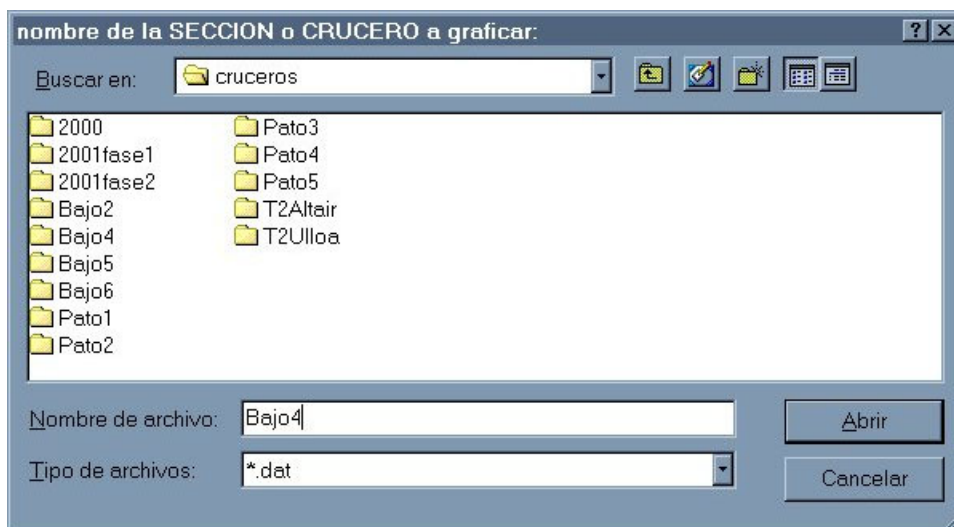 nombre de la SECCION o CRUCERO a graficar:
Buscar en: cruceros
2000
2001fase1
2001fase2
Bajo2
Bajo4
Bajo5
Bajo6
Pato1
Pato2
Pato3
Pato4
Pato5
T2Altair
T2Ulloa
Nombre de archivo: Bajo4
Abrir
Tipo de archivos: *.dat
Cancelar